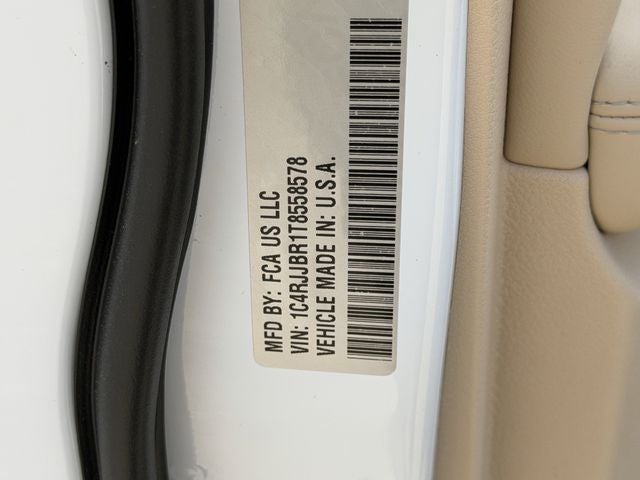 MFD BY: FCA US LLC
VIN: 1C4RJJBR1T8558578
VEHICLE MADE IN: U.S.A.